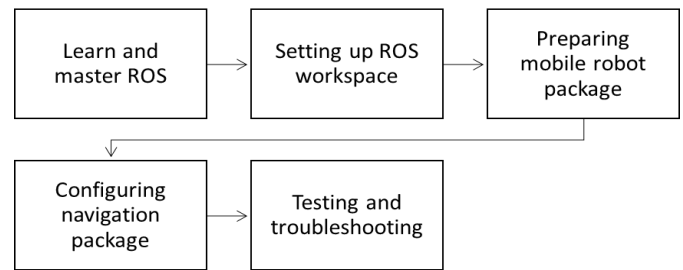 Learn and
master ROS
Setting up ROS
workspace
Preparing
mobile robot
package
Configuring
navigation
package
Testing and
troubleshooting